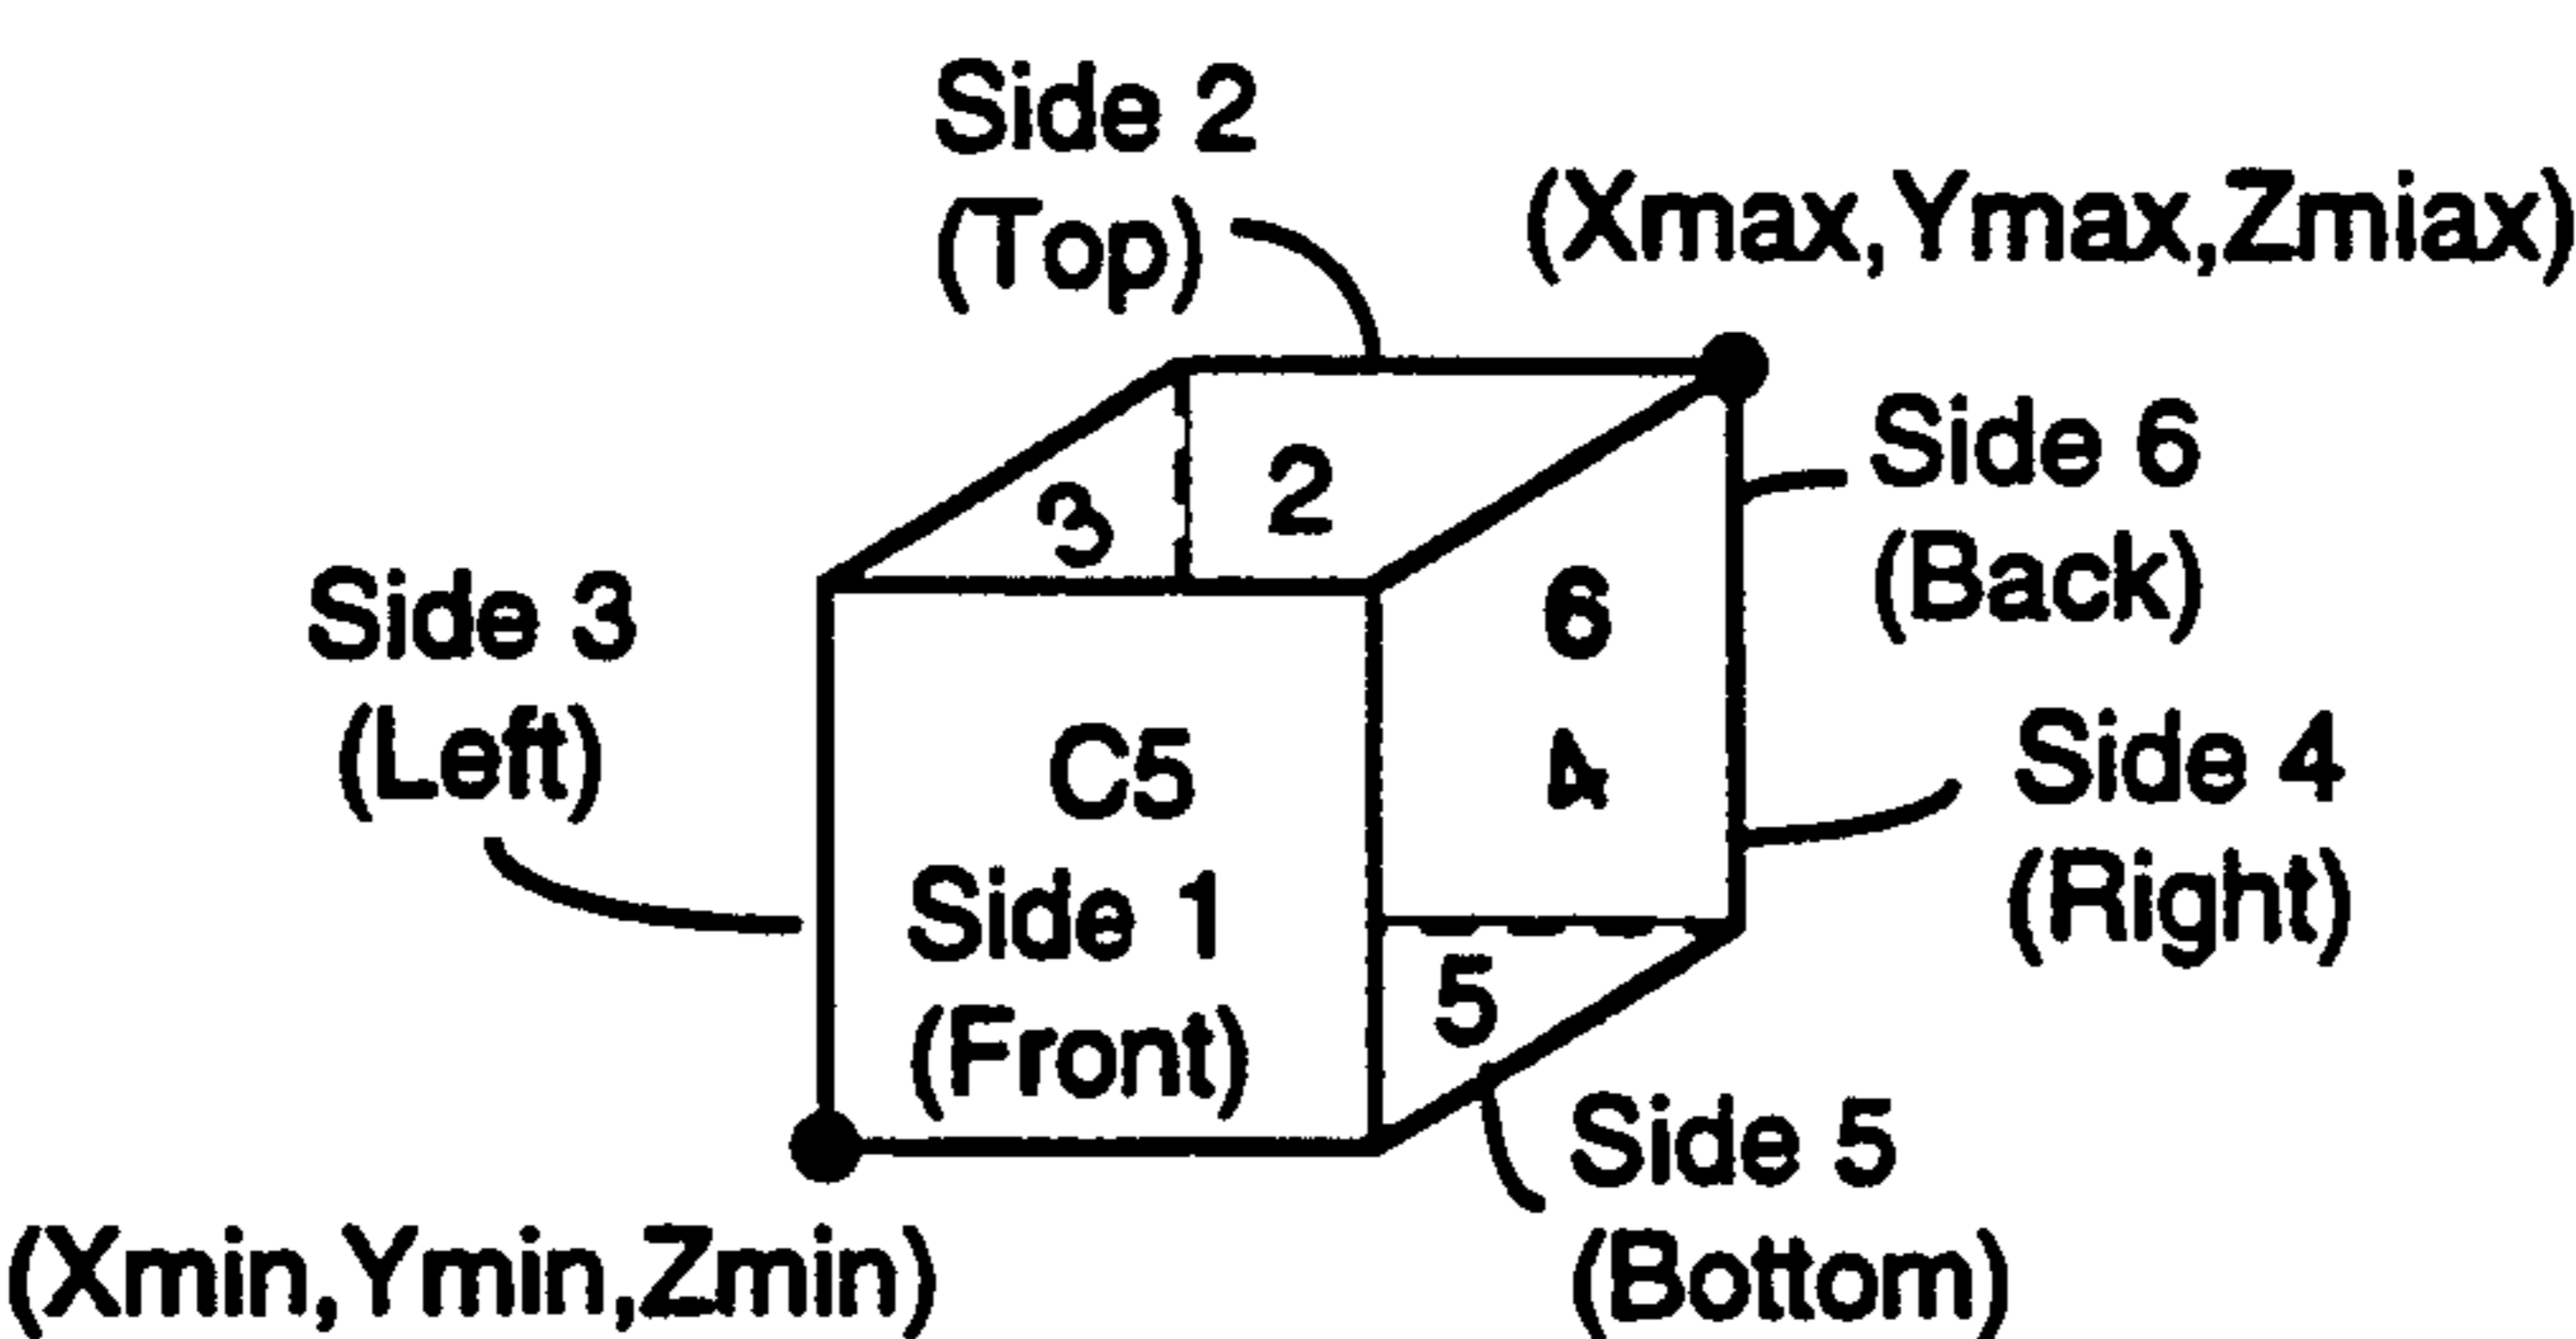 Side 2
(Top)
(Xmax,Ymax,Zmiax)
3
2
Side 6
(Back)
6
Side 3
(Left)
C5
Side 1
(Front)
4
Side 4
(Right)
5
Side 5
(Bottom)
(Xmin,Ymin,Zmin)